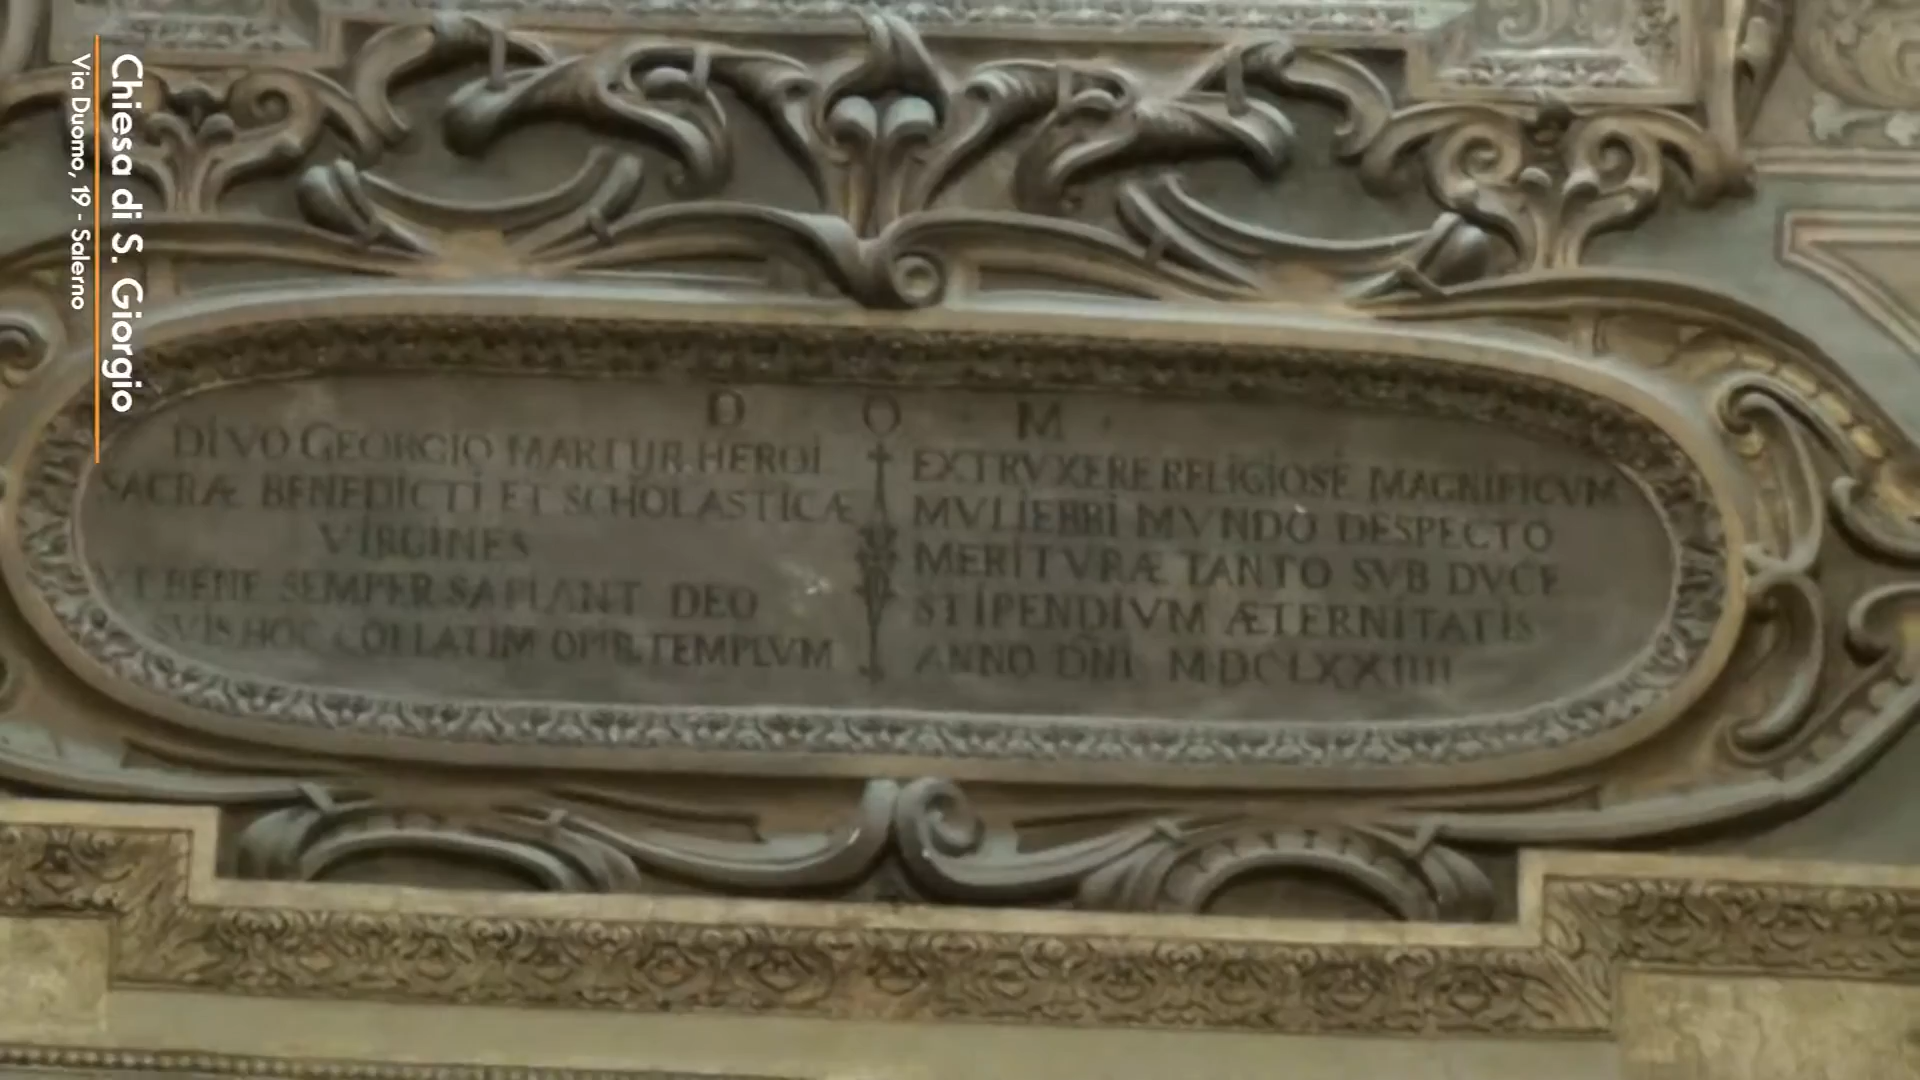 Chiesa di S. Giorgio
Via Duomo, 19 - Salerno
D O M
DIVO GEORGIO MARTUR. HEROI
SACRÆ BENEDICTI ET SCHOLASTICÆ
VIRGINES
VT BENE SEMPER SAPIANT DEO
SVIS HOC COLLATIM TEMPLVM
EXTRVXERE RELIGIOSE MAGNIFICVM
MVLIEBRI MVNDO DESPECTO
MERITVRÆ TANTO SVB DVCE
STIPENDIVM ÆTERNITATIS
ANNO DNI MDCLXXIIII